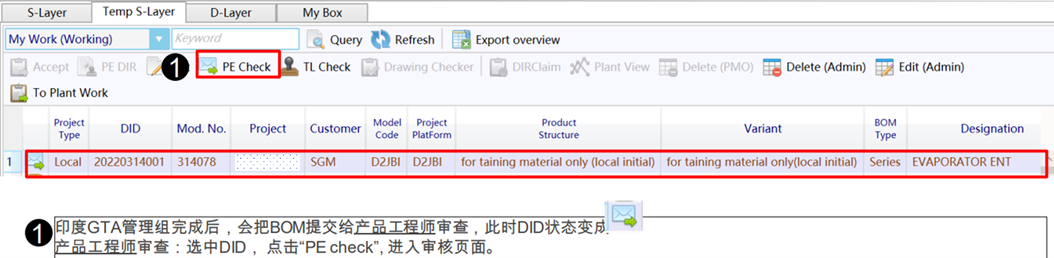 S-Layer Temp S-Layer D-Layer My Box
My Work (Working) Keyword Query Refresh Export overview
Accept PE DIR 1 PE Check TL Check Drawing Checker DIRClaim Plant View Delete (PMO) Delete (Admin) Edit (Admin)
To Plant Work
Project Type DID Mod. No. Project Customer Model Code Project PlatForm Product Structure Variant BOM Type Designation
1 Local 20220314001 314078 SGM D2JBI D2JBI for taining material only (local initial) for taining material only(local initial) Series EVAPORATOR ENT
1 印度GTA管理组完成后，会把BOM提交给产品工程师审查，此时DID状态变成
产品工程师审查：选中DID， 点击“PE check”, 进入审核页面。